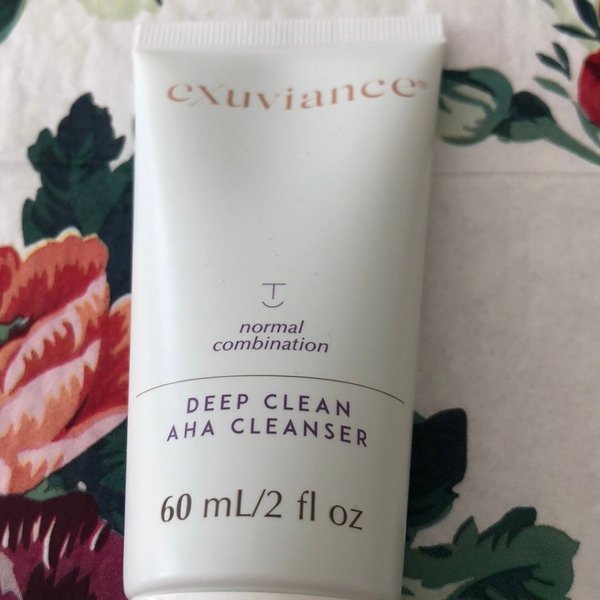 exuviance®
normal
combination
DEEP CLEAN
AHA CLEANSER
60 mL/2 fl oz